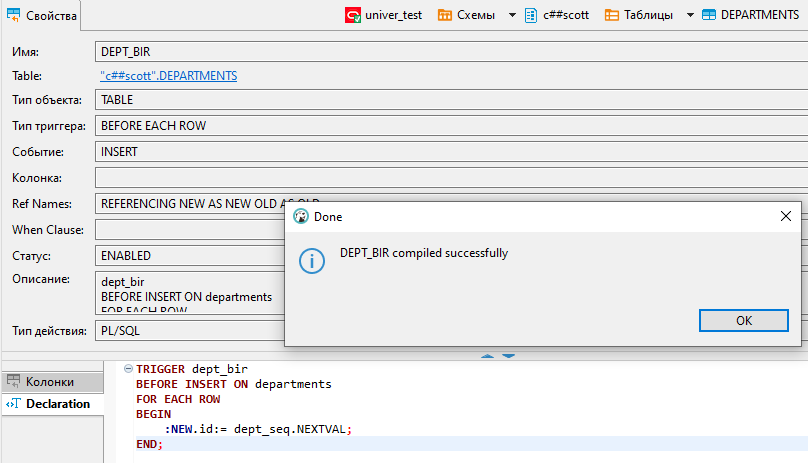 Свойства
univer_test Схемы c##scott Таблицы DEPARTMENTS
Имя: DEPT_BIR
Table: "c##scott".DEPARTMENTS
Тип объекта: TABLE
Тип триггера: BEFORE EACH ROW
Событие: INSERT
Колонка:
Ref Names: REFERENCING NEW AS NEW OLD AS OLD
When Clause:
Статус: ENABLED
Описание: dept_bir
BEFORE INSERT ON departments
FOR EACH ROW
Тип действия: PL/SQL
Done
DEPT_BIR compiled successfully
OK
Колонки
Declaration
TRIGGER dept_bir
BEFORE INSERT ON departments
FOR EACH ROW
BEGIN
:NEW.id:= dept_seq.NEXTVAL;
END;